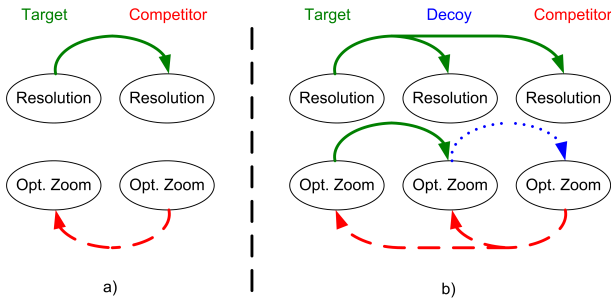 Target Competitor
Resolution Resolution
Opt. Zoom Opt. Zoom
a)
Target Decoy Competitor
Resolution Resolution Resolution
Opt. Zoom Opt. Zoom Opt. Zoom
b)